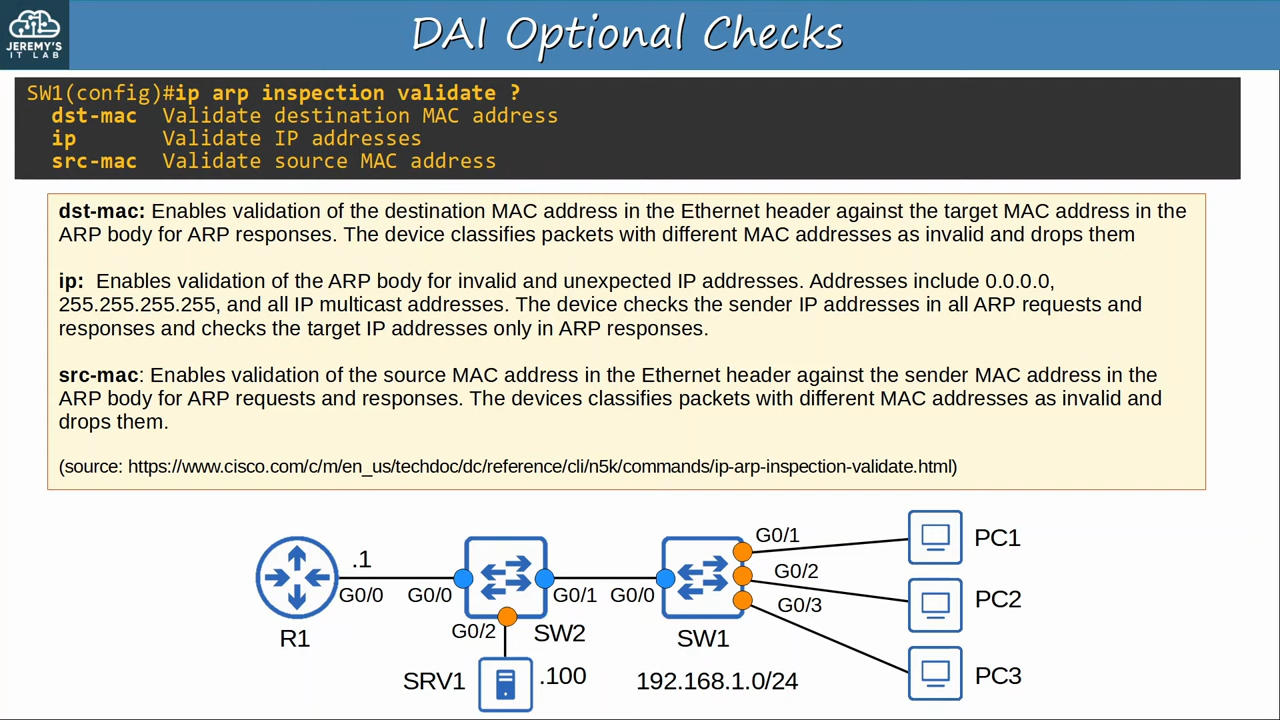 JEREMY'S
IT LAB
DAI Optional Checks
SW1(config)#ip arp inspection validate ?
dst-mac Validate destination MAC address
ip Validate IP addresses
src-mac Validate source MAC address
dst-mac: Enables validation of the destination MAC address in the Ethernet header against the target MAC address in the
ARP body for ARP responses. The device classifies packets with different MAC addresses as invalid and drops them
ip: Enables validation of the ARP body for invalid and unexpected IP addresses. Addresses include 0.0.0.0,
255.255.255.255, and all IP multicast addresses. The device checks the sender IP addresses in all ARP requests and
responses and checks the target IP addresses only in ARP responses.
src-mac: Enables validation of the source MAC address in the Ethernet header against the sender MAC address in the
ARP body for ARP requests and responses. The devices classifies packets with different MAC addresses as invalid and
drops them.
(source: https://www.cisco.com/c/m/en_us/techdoc/dc/reference/cli/n5k/commands/ip-arp-inspection-validate.html)
.1
G0/0
R1
G0/0
G0/1
G0/2
SW2
SRV1
.100
G0/0
SW1
192.168.1.0/24
G0/1
G0/2
G0/3
PC1
PC2
PC3